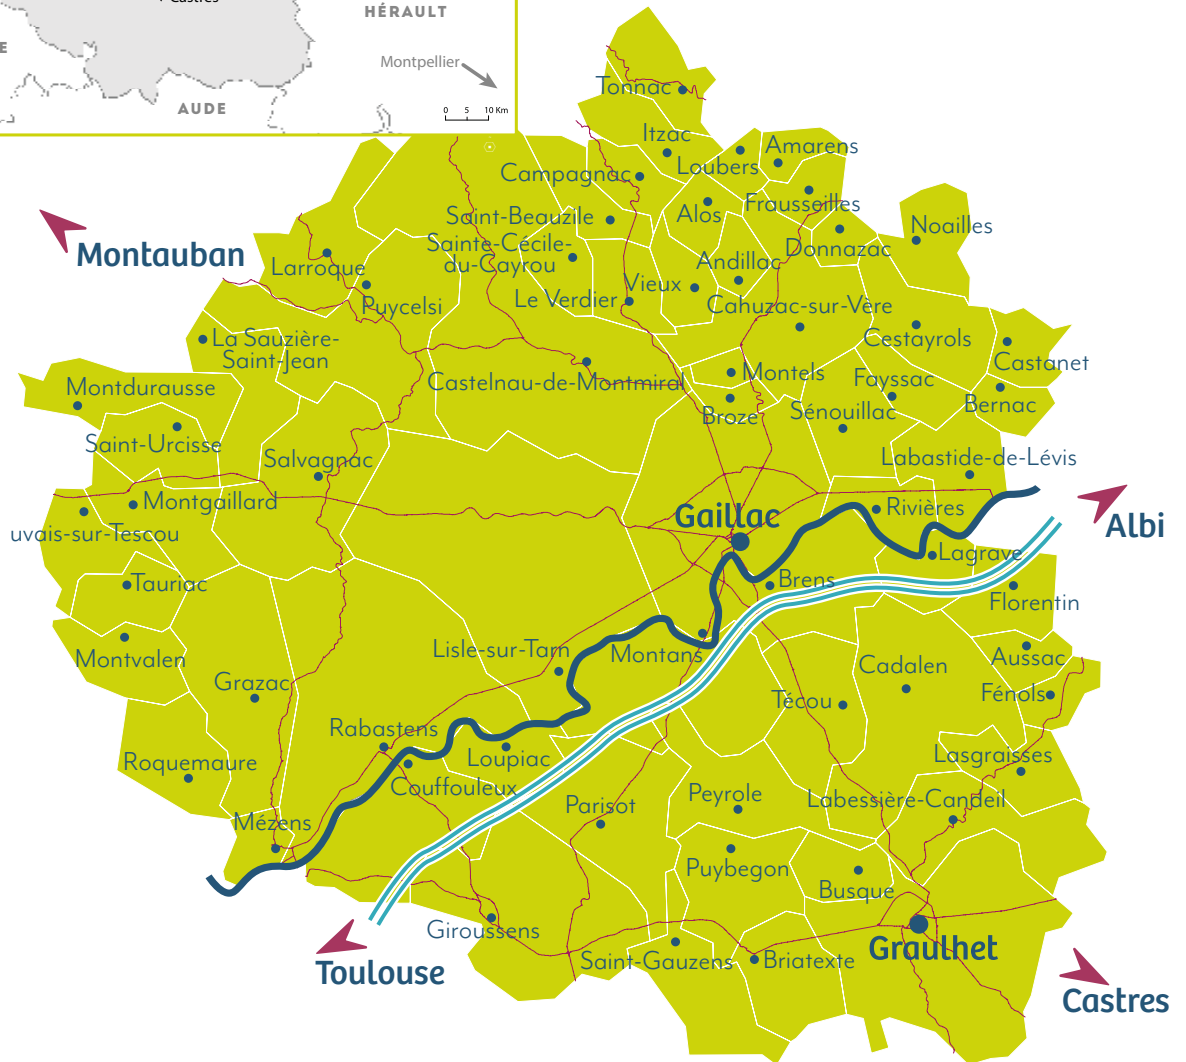 Castres
HÉRAULT
E
Montpellier
AUDE
0 5 10 Km
Tonnac
Itzac
Loubers
Amarens
Campagnac
Frausseilles
Saint-Beauzile
Alos
Noailles
Montauban
Sainte-Cécile-
du-Cayrou
Donnazac
Larroque
Andillac
Vieux
Puycelsi
Le Verdier
Cahuzac-sur-Vère
La Sauzière-
Saint-Jean
Cestayrols
Castanet
Montdurausse
Castelnau-de-Montmiral
Montels
Fayssac
Broze
Sénouillac
Bernac
Saint-Urcisse
Salvagnac
Labastide-de-Lévis
Montgaillard
Gaillac
Rivières
Albi
uvais-sur-Tescou
Lagrave
Tauriac
Brens
Florentin
Montvalen
Lisle-sur-Tarn
Montans
Cadalen
Aussac
Grazac
Técou
Fénols
Rabastens
Roquemaure
Loupiac
Lasgraisses
Couffouleux
Parisot
Peyrole
Labessière-Candeil
Mézens
Puybegon
Busque
Giroussens
Saint-Gauzens
Briatexte
Graulhet
Toulouse
Castres